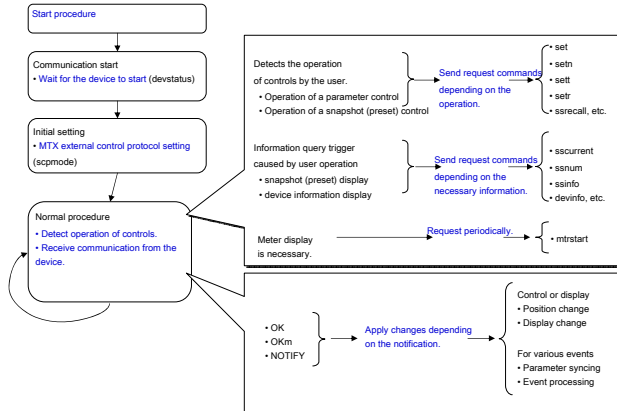 Start procedure
Communication start
• Wait for the device to start (devstatus)
Initial setting
• MTX external control protocol setting
(scpmode)
Normal procedure
• Detect operation of controls.
• Receive communication from the
device.
Detects the operation
of controls by the user.
• Operation of a parameter control
• Operation of a snapshot (preset) control
Send request commands
depending on the
operation.
• set
• setn
• sett
• setr
• ssrecall, etc.
Information query trigger
caused by user operation
• snapshot (preset) display
• device information display
Send request commands
depending on the
necessary information.
• sscurrent
• ssnum
• ssinfo
• devinfo, etc.
Meter display
is necessary.
Request periodically.
• mtrstart
• OK
• OKm
• NOTIFY
Apply changes depending
on the notification.
Control or display
• Position change
• Display change
For various events
• Parameter syncing
• Event processing